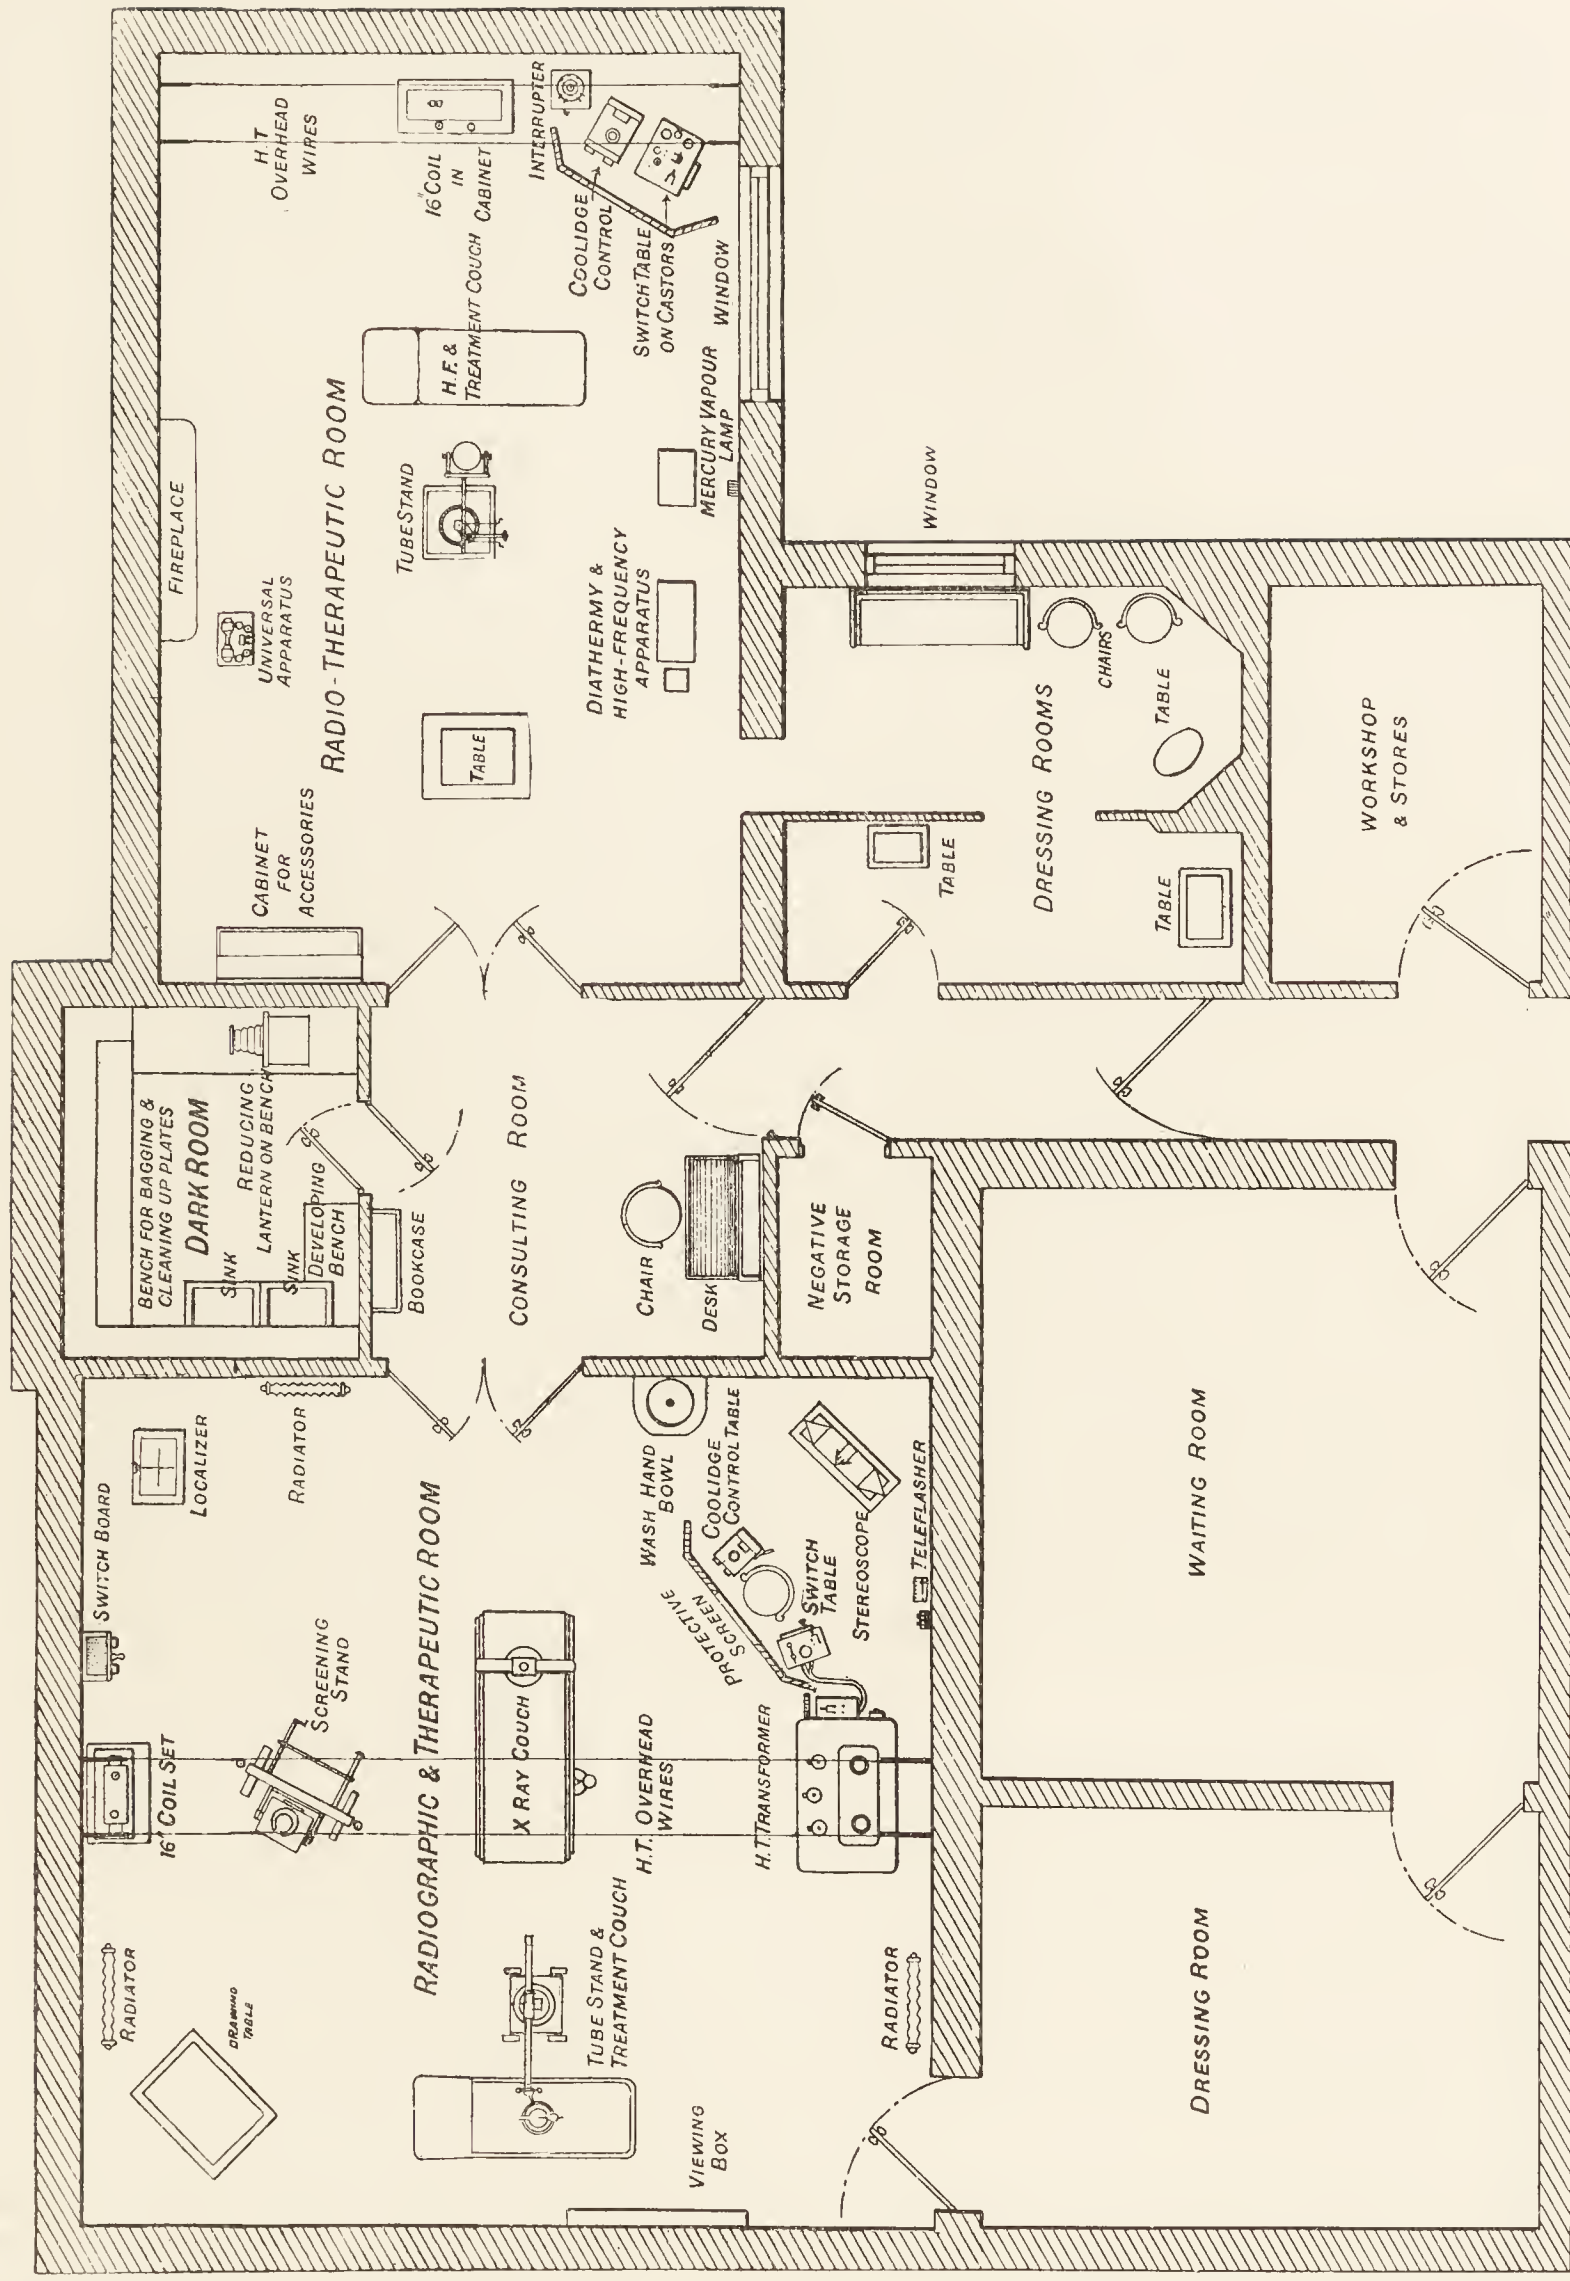 FIREPLACE
H.T.
OVERHEAD
WIRES
16" COIL
IN
CABINET
INTERRUPTER
COOLIDGE
CONTROL
SWITCH TABLE
ON CASTORS
WINDOW
H.F. &
TREATMENT COUCH
RADIO-THERAPEUTIC ROOM
TUBE STAND
MERCURY VAPOUR
LAMP
UNIVERSAL
APPARATUS
DIATHERMY &
HIGH-FREQUENCY
APPARATUS
TABLE
CABINET
FOR
ACCESSORIES
WINDOW
CHAIRS
TABLE
DRESSING ROOMS
TABLE
TABLE
WORKSHOP
& STORES
BENCH FOR BAGGING &
CLEANING UP PLATES
DARK ROOM
REDUCING
LANTERN ON BENCH
SINK
SINK
DEVELOPING
BENCH
BOOKCASE
CONSULTING ROOM
CHAIR
DESK
NEGATIVE
STORAGE
ROOM
SWITCH BOARD
LOCALIZER
RADIATOR
WASH HAND
BOWL
COOLIDGE
CONTROL TABLE
PROTECTIVE
SCREEN
SWITCH
TABLE
STEREOSCOPE
TELEFLASHER
16" COIL SET
SCREENING
STAND
RADIOGRAPHIC & THERAPEUTIC ROOM
X RAY COUCH
H.T. OVERHEAD
WIRES
H.T. TRANSFORMER
RADIATOR
DRAWING
TABLE
TUBE STAND &
TREATMENT COUCH
RADIATOR
VIEWING
BOX
WAITING ROOM
DRESSING ROOM